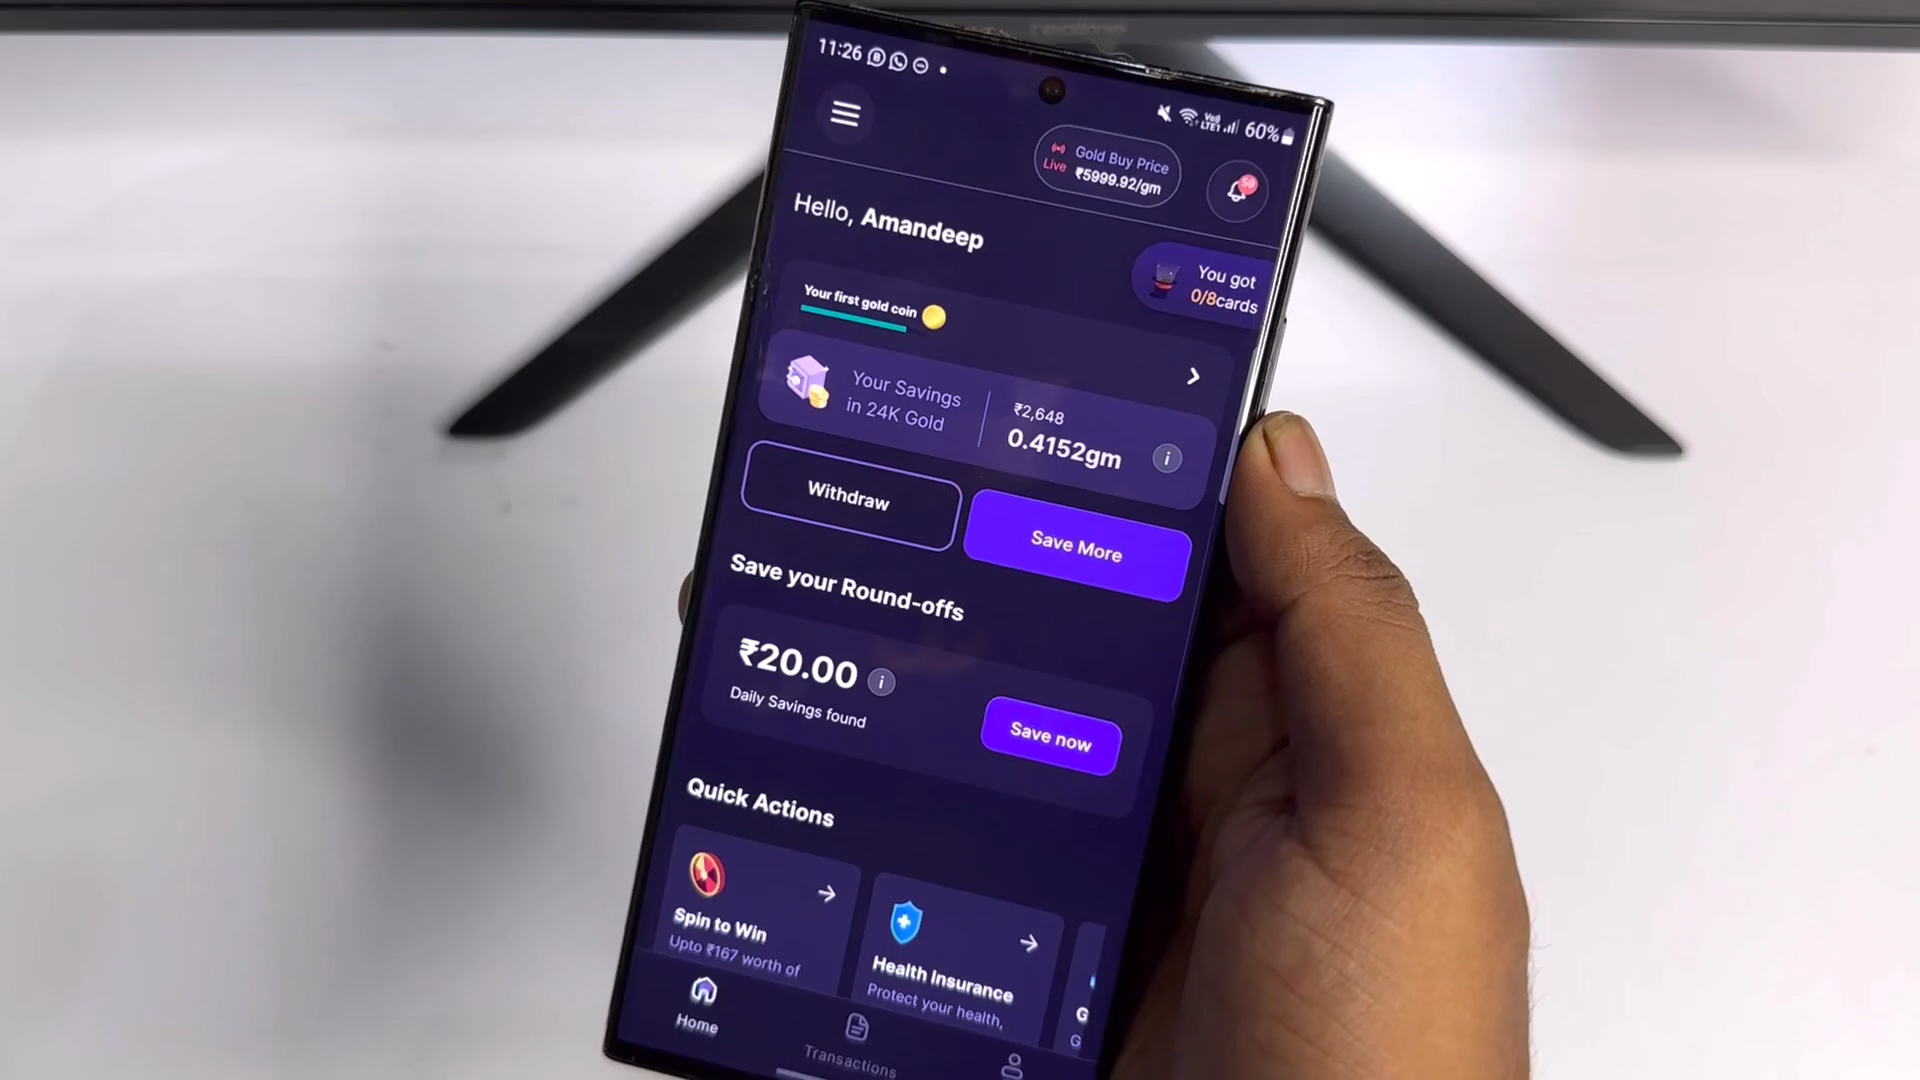 11:26
VoLTE1
60%
Live
Gold Buy Price
₹5999.92/gm
59
Hello, Amandeep
You got
0/8cards
Your first gold coin
Your Savings
in 24K Gold
₹2,648
0.4152gm
Withdraw
Save More
Save your Round-offs
₹20.00
Daily Savings found
Save now
Quick Actions
Spin to Win
Upto ₹167 worth of
Health Insurance
Protect your health,
G
G
Home
Transactions